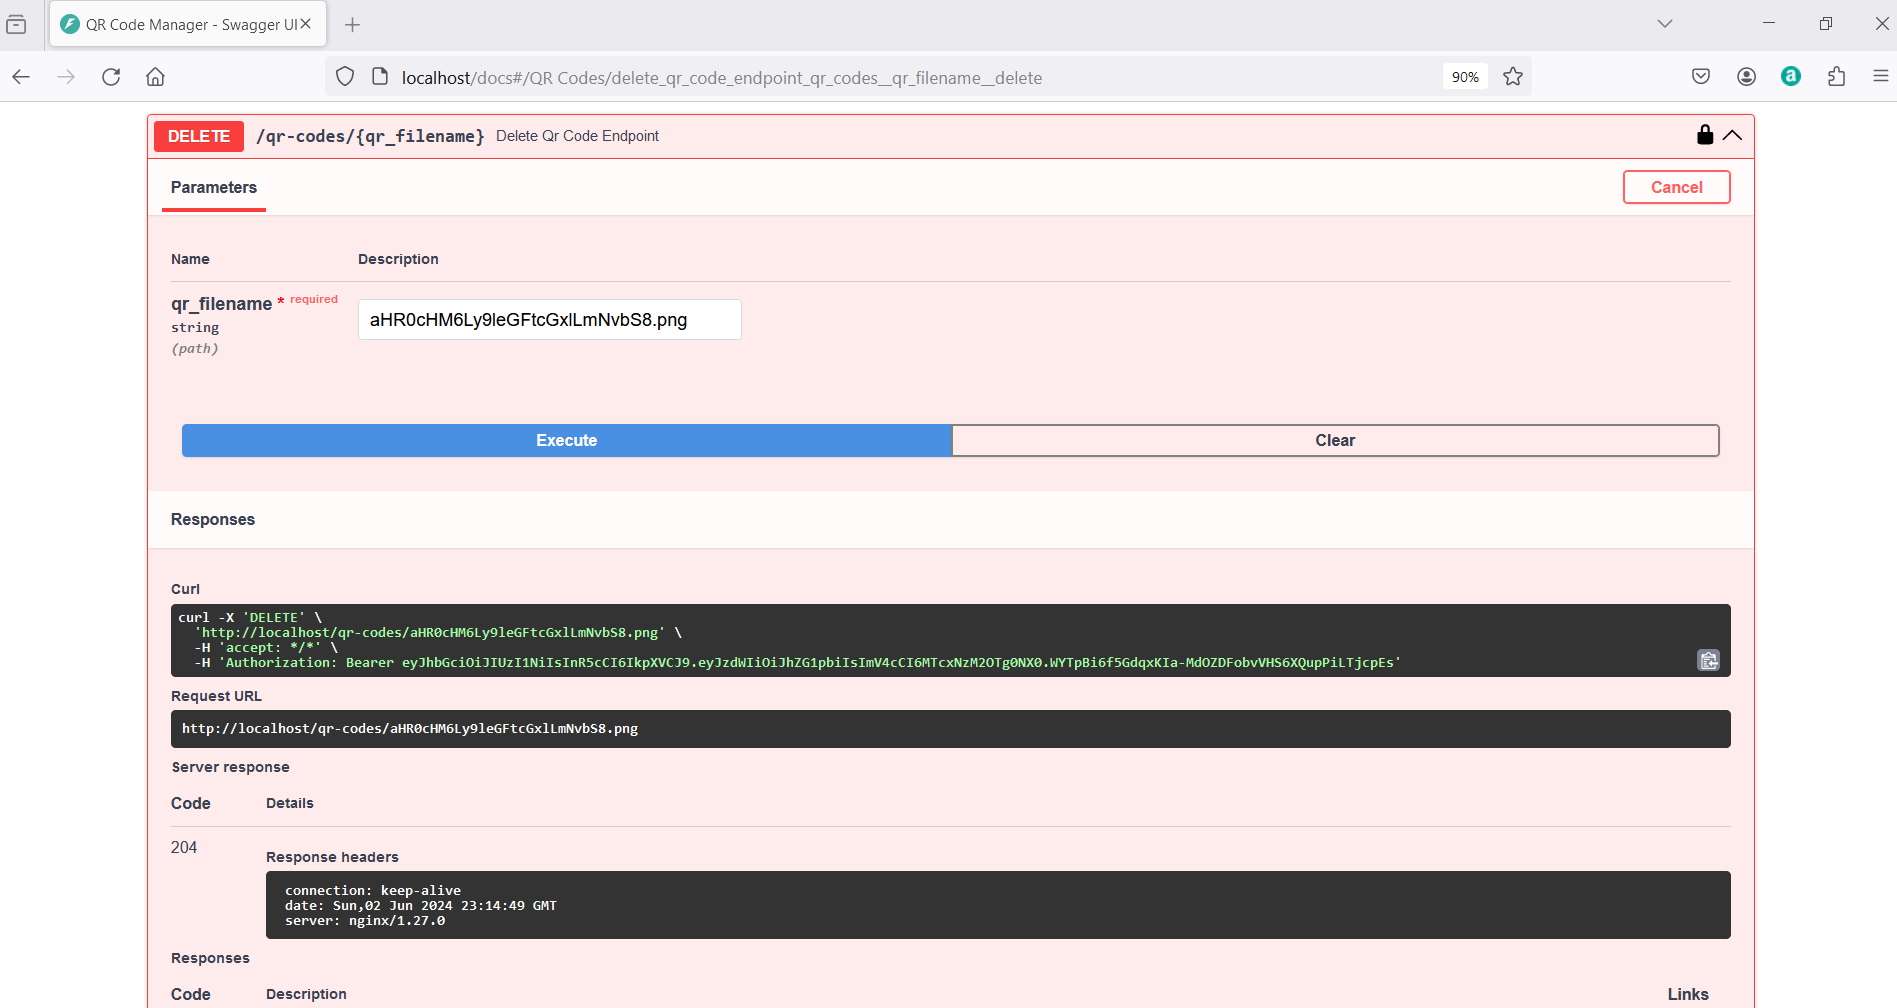 QR Code Manager - Swagger UI
localhost/docs#/QR Codes/delete_qr_code_endpoint_qr_codes__qr_filename__delete
90%
a
DELETE /qr-codes/{qr_filename} Delete Qr Code Endpoint
Parameters
Cancel
Name Description
qr_filename * required
string
(path)
aHR0cHM6Ly9leGFtcGxlLmNvbS8.png
Execute Clear
Responses
Curl
curl -X 'DELETE' \
'http://localhost/qr-codes/aHR0cHM6Ly9leGFtcGxlLmNvbS8.png' \
-H 'accept: */*' \
-H 'Authorization: Bearer eyJhbGciOiJIUzI1NiIsInR5cCI6IkpXVCJ9.eyJzdWIiOiJhZG1pbiIsImV4cCI6MTcxNzM2OTg0NX0.WYTpBi6f5GdqxKIa-MdOZDFobvVHS6XQupPiLTjcpEs'
Request URL
http://localhost/qr-codes/aHR0cHM6Ly9leGFtcGxlLmNvbS8.png
Server response
Code Details
204
Response headers
connection: keep-alive
date: Sun,02 Jun 2024 23:14:49 GMT
server: nginx/1.27.0
Responses
Code Description Links